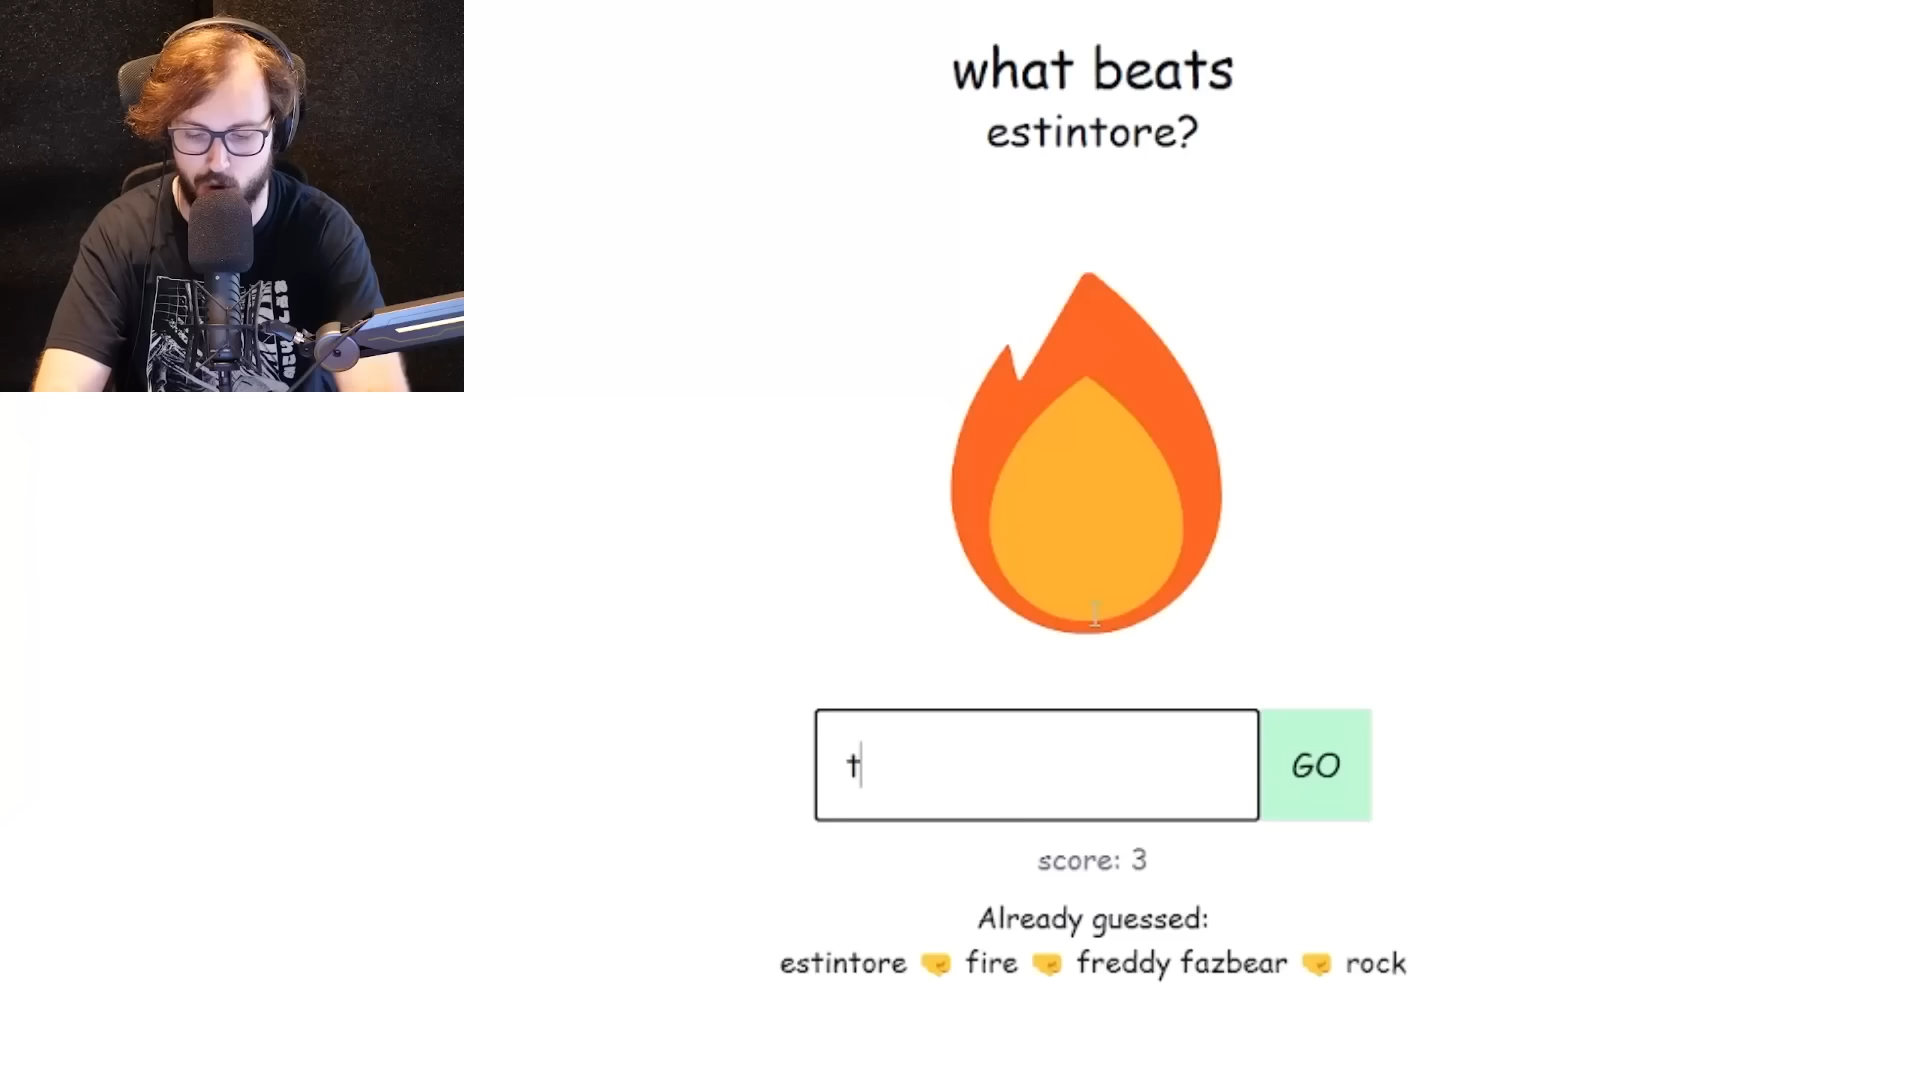 what beats
estintore?
t
GO
score: 3
Already guessed:
estintore 🤜 fire 🤜 freddy fazbear 🤜 rock